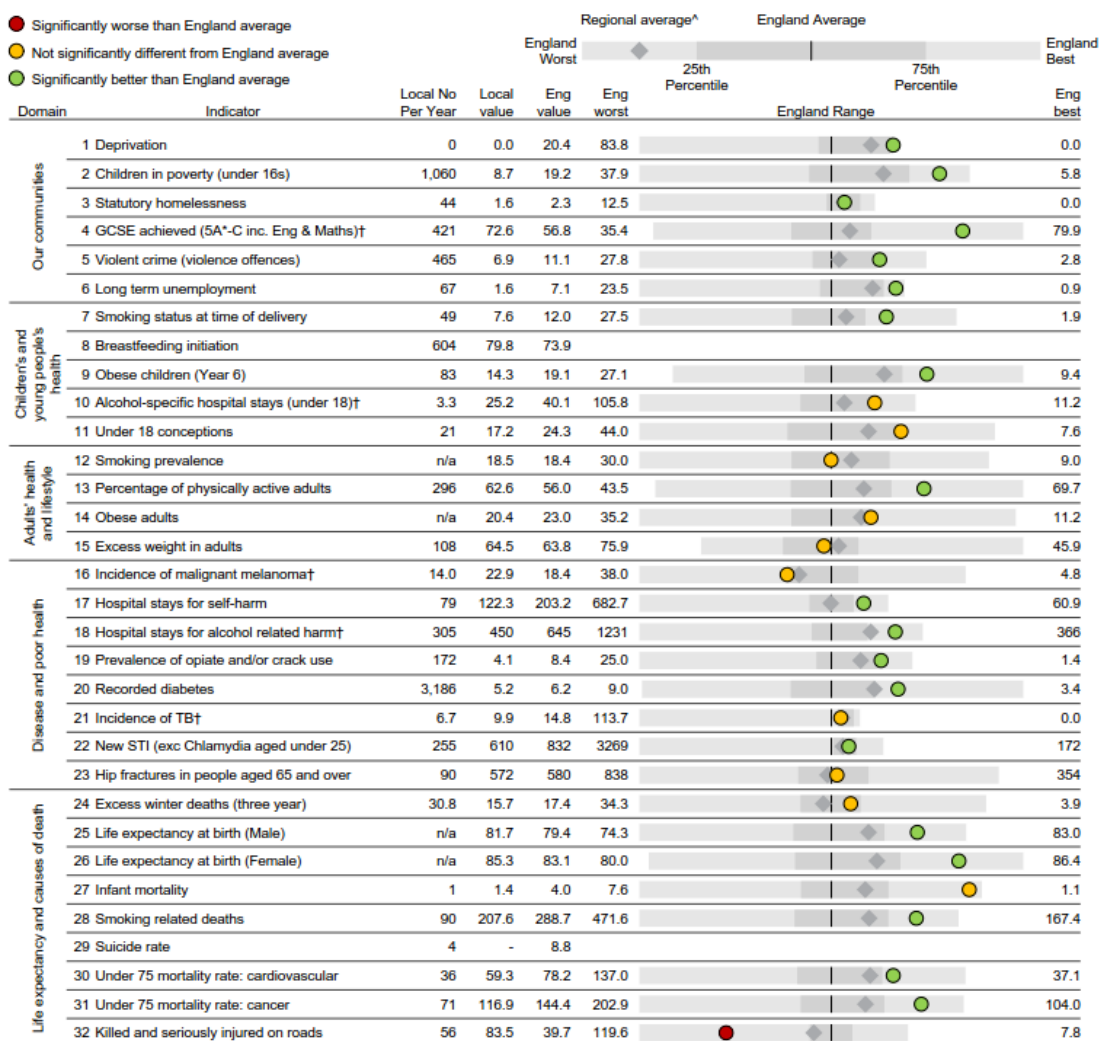 Significantly worse than England average
Not significantly different from England average
Significantly better than England average
Regional average^ England Average
England Worst
England Best
25th Percentile
75th Percentile
Domain Indicator Local No Per Year Local value Eng value Eng worst England Range Eng best
Our communities
1 Deprivation 0 0.0 20.4 83.8 0.0
2 Children in poverty (under 16s) 1,060 8.7 19.2 37.9 5.8
3 Statutory homelessness 44 1.6 2.3 12.5 0.0
4 GCSE achieved (5A*-C inc. Eng & Maths)† 421 72.6 56.8 35.4 79.9
5 Violent crime (violence offences) 465 6.9 11.1 27.8 2.8
6 Long term unemployment 67 1.6 7.1 23.5 0.9
Children's and young people's health
7 Smoking status at time of delivery 49 7.6 12.0 27.5 1.9
8 Breastfeeding initiation 604 79.8 73.9
9 Obese children (Year 6) 83 14.3 19.1 27.1 9.4
10 Alcohol-specific hospital stays (under 18)† 3.3 25.2 40.1 105.8 11.2
11 Under 18 conceptions 21 17.2 24.3 44.0 7.6
Adults' health and lifestyle
12 Smoking prevalence n/a 18.5 18.4 30.0 9.0
13 Percentage of physically active adults 296 62.6 56.0 43.5 69.7
14 Obese adults n/a 20.4 23.0 35.2 11.2
15 Excess weight in adults 108 64.5 63.8 75.9 45.9
Disease and poor health
16 Incidence of malignant melanoma† 14.0 22.9 18.4 38.0 4.8
17 Hospital stays for self-harm 79 122.3 203.2 682.7 60.9
18 Hospital stays for alcohol related harm† 305 450 645 1231 366
19 Prevalence of opiate and/or crack use 172 4.1 8.4 25.0 1.4
20 Recorded diabetes 3,186 5.2 6.2 9.0 3.4
21 Incidence of TB† 6.7 9.9 14.8 113.7 0.0
22 New STI (exc Chlamydia aged under 25) 255 610 832 3269 172
23 Hip fractures in people aged 65 and over 90 572 580 838 354
Life expectancy and causes of death
24 Excess winter deaths (three year) 30.8 15.7 17.4 34.3 3.9
25 Life expectancy at birth (Male) n/a 81.7 79.4 74.3 83.0
26 Life expectancy at birth (Female) n/a 85.3 83.1 80.0 86.4
27 Infant mortality 1 1.4 4.0 7.6 1.1
28 Smoking related deaths 90 207.6 288.7 471.6 167.4
29 Suicide rate 4 - 8.8
30 Under 75 mortality rate: cardiovascular 36 59.3 78.2 137.0 37.1
31 Under 75 mortality rate: cancer 71 116.9 144.4 202.9 104.0
32 Killed and seriously injured on roads 56 83.5 39.7 119.6 7.8